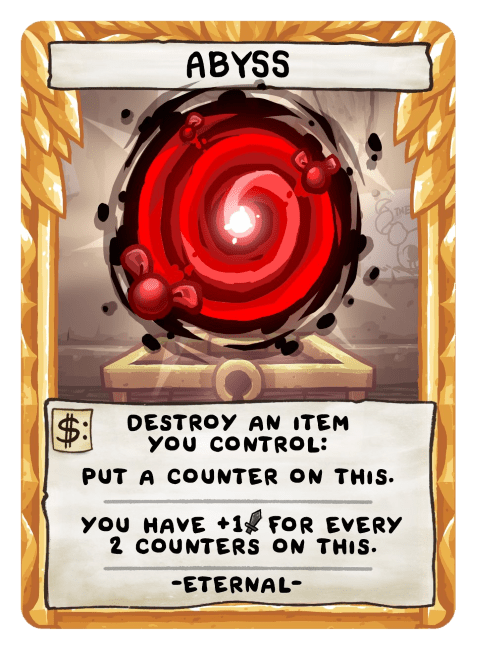 ABYSS
$:
DESTROY AN ITEM
YOU CONTROL:
PUT A COUNTER ON THIS.
YOU HAVE +1 FOR EVERY
2 COUNTERS ON THIS.
-ETERNAL-